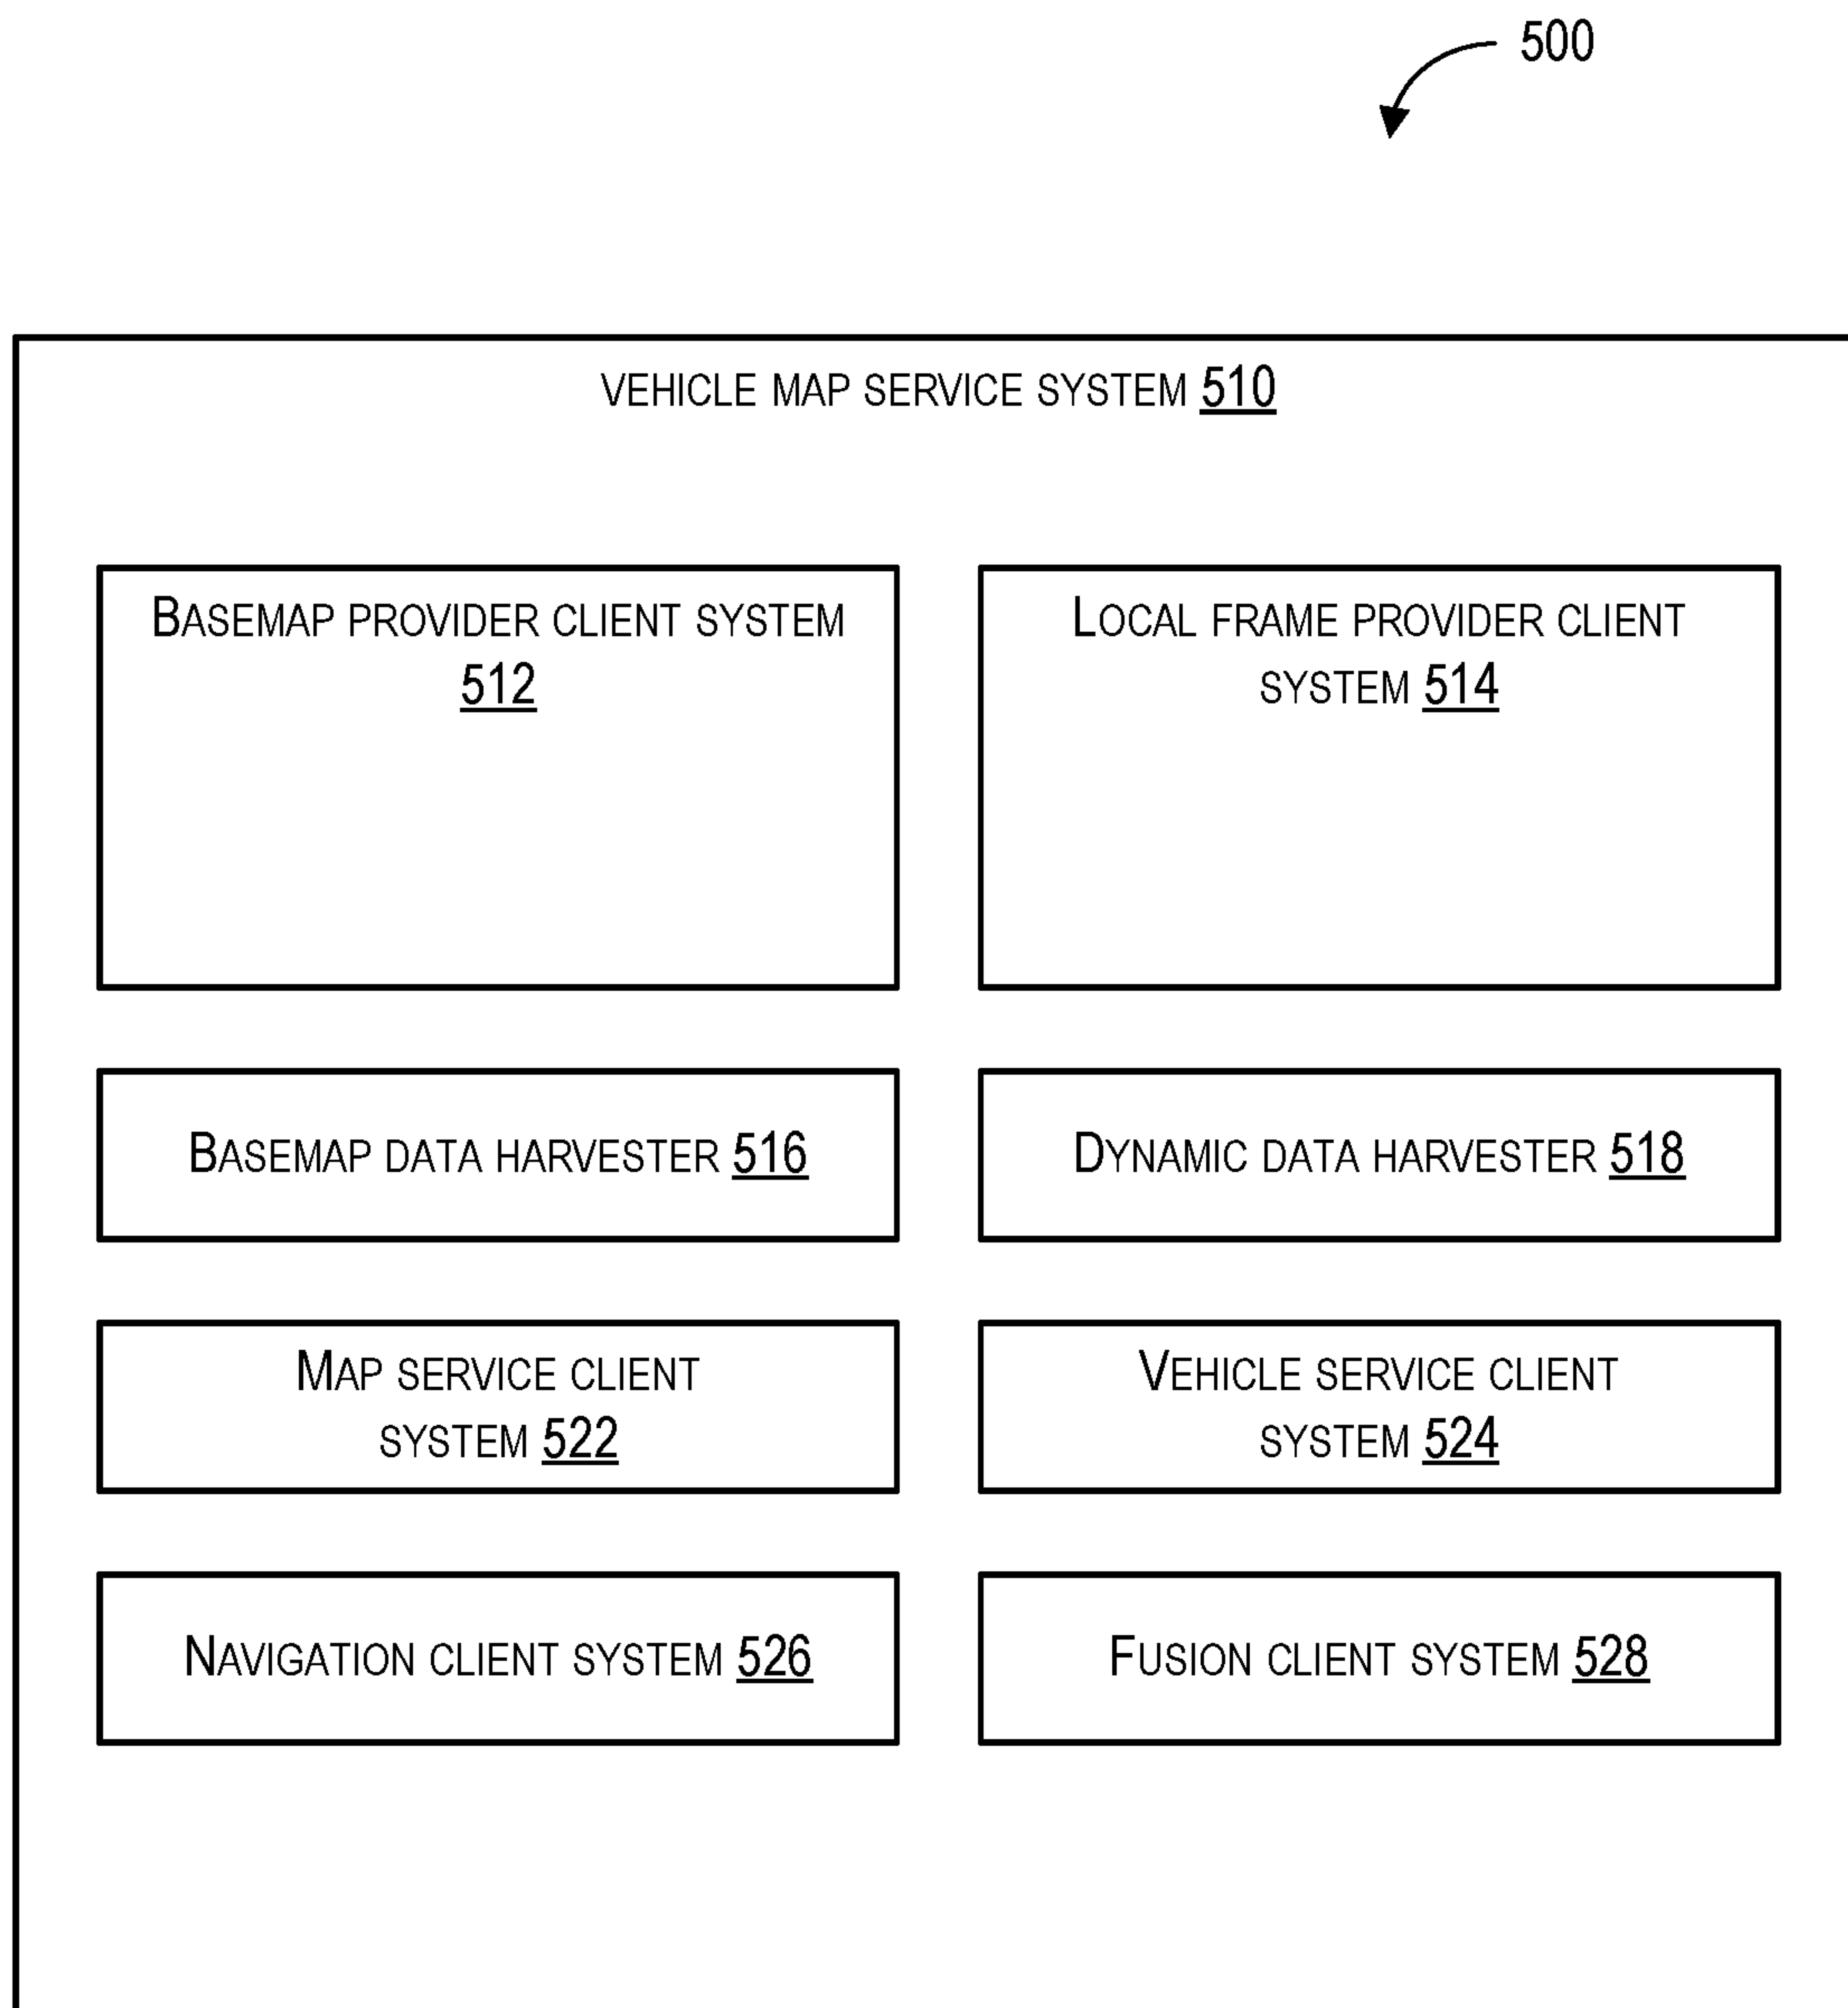 500
VEHICLE MAP SERVICE SYSTEM 510
BASEMAP PROVIDER CLIENT SYSTEM
512
LOCAL FRAME PROVIDER CLIENT
SYSTEM 514
BASEMAP DATA HARVESTER 516
DYNAMIC DATA HARVESTER 518
MAP SERVICE CLIENT
SYSTEM 522
VEHICLE SERVICE CLIENT
SYSTEM 524
NAVIGATION CLIENT SYSTEM 526
FUSION CLIENT SYSTEM 528